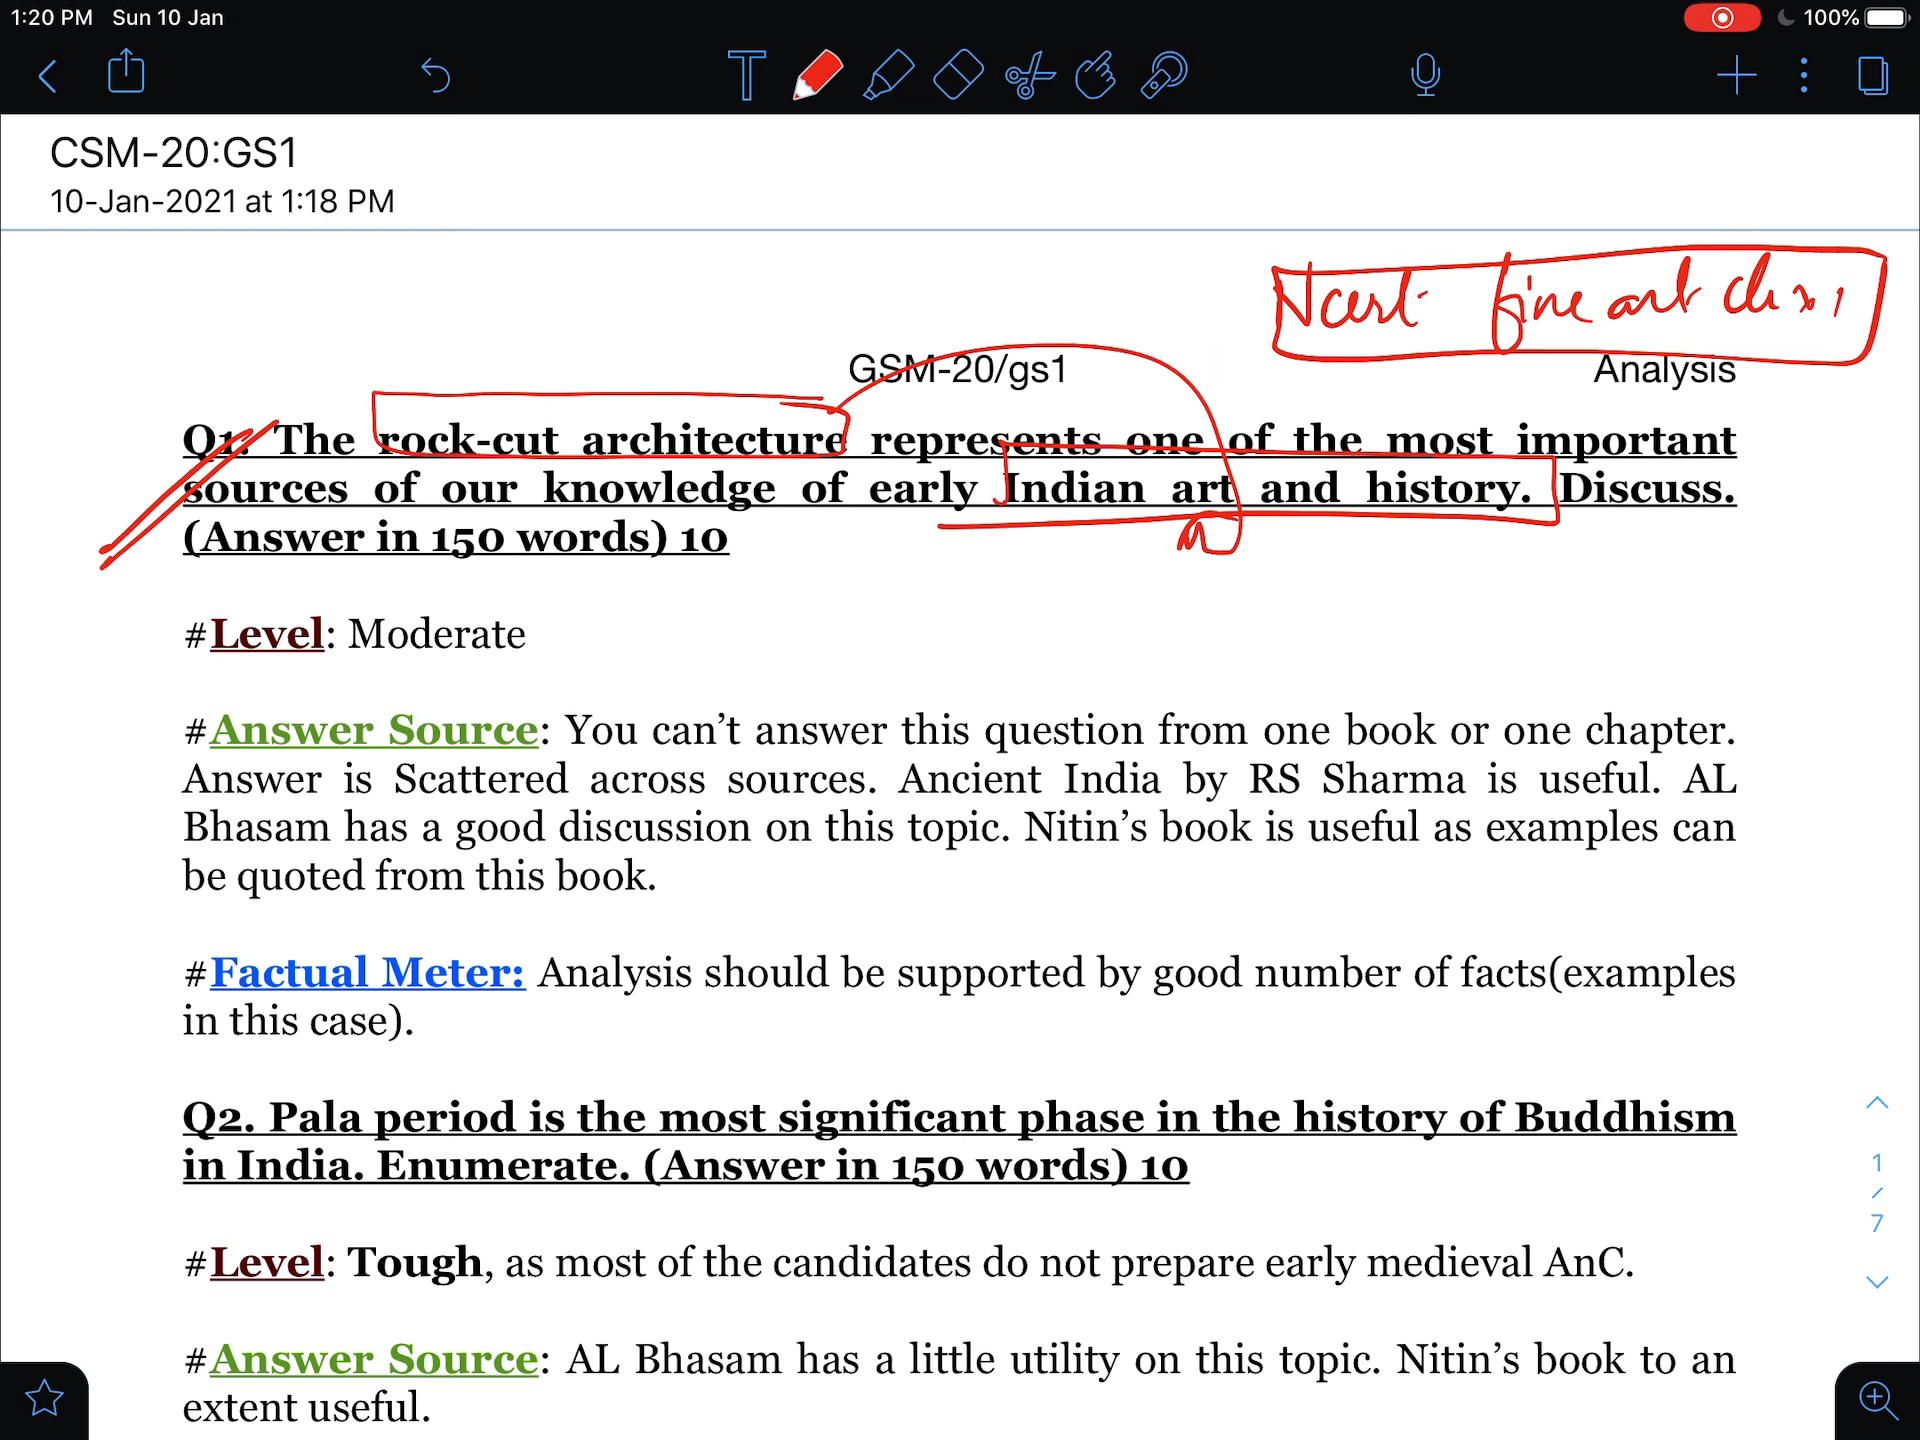 1:20 PM Sun 10 Jan
100%
CSM-20:GS1
10-Jan-2021 at 1:18 PM
Ncert fine art
GSM-20/gs1
Analysis
Q1. The rock-cut architecture represents one of the most important
sources of our knowledge of early Indian art and history. Discuss.
(Answer in 150 words) 10
#Level: Moderate
#Answer Source: You can’t answer this question from one book or one chapter.
Answer is Scattered across sources. Ancient India by RS Sharma is useful. AL
Bhasam has a good discussion on this topic. Nitin’s book is useful as examples can
be quoted from this book.
#Factual Meter: Analysis should be supported by good number of facts(examples
in this case).
Q2. Pala period is the most significant phase in the history of Buddhism
in India. Enumerate. (Answer in 150 words) 10
#Level: Tough, as most of the candidates do not prepare early medieval AnC.
#Answer Source: AL Bhasam has a little utility on this topic. Nitin’s book to an
extent useful.
1
/
7